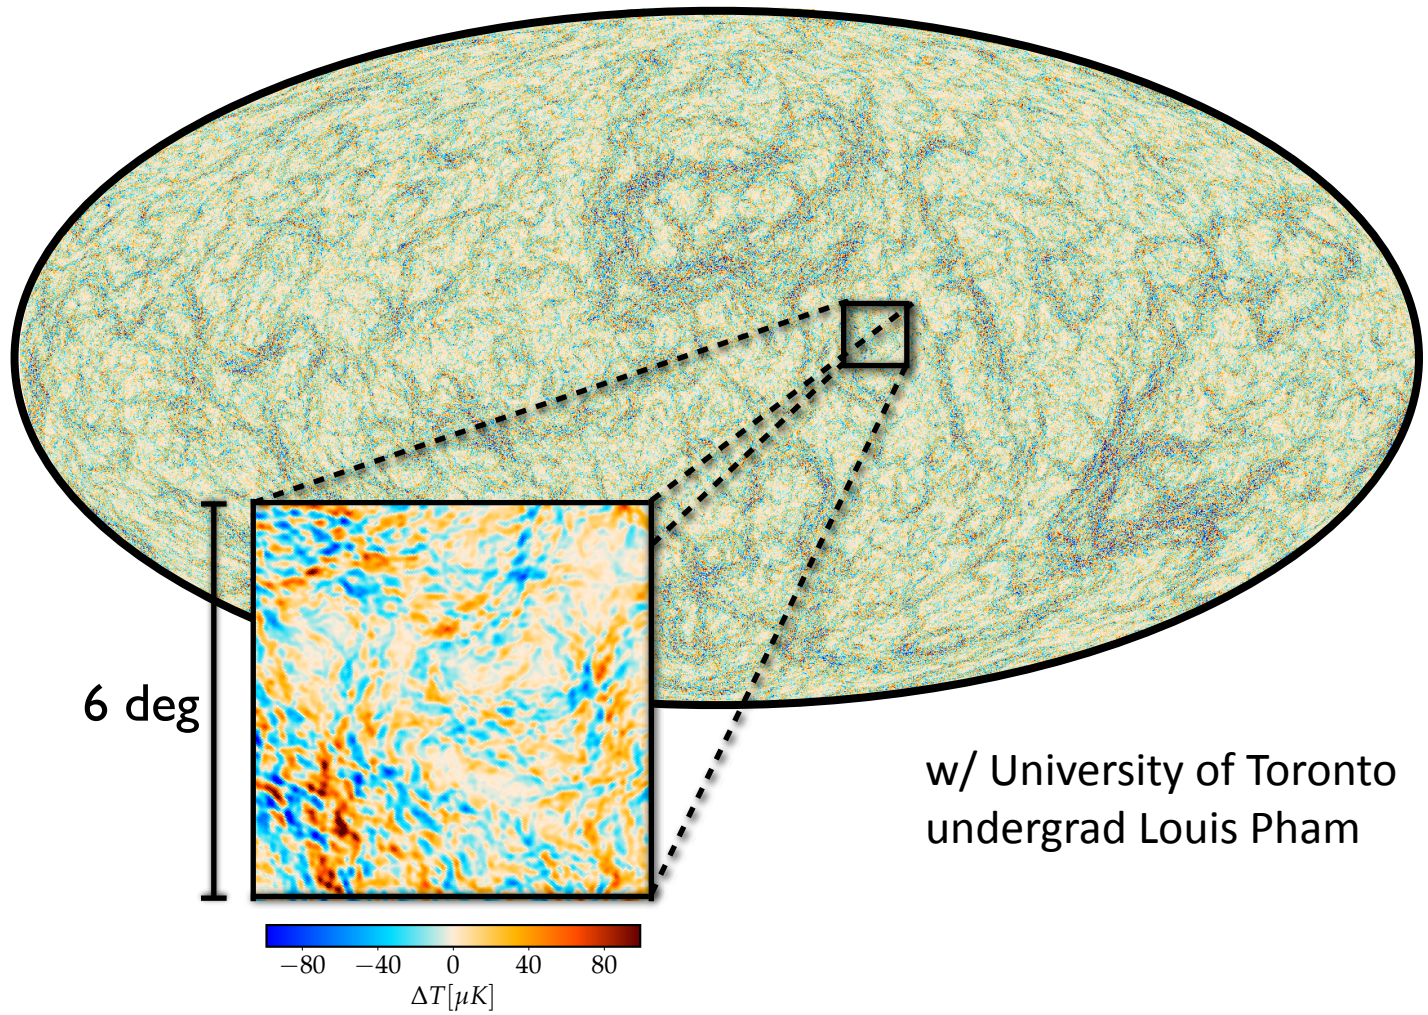 6 deg
w/ University of Toronto
undergrad Louis Pham
−80 −40 0 40 80
ΔT[μK]